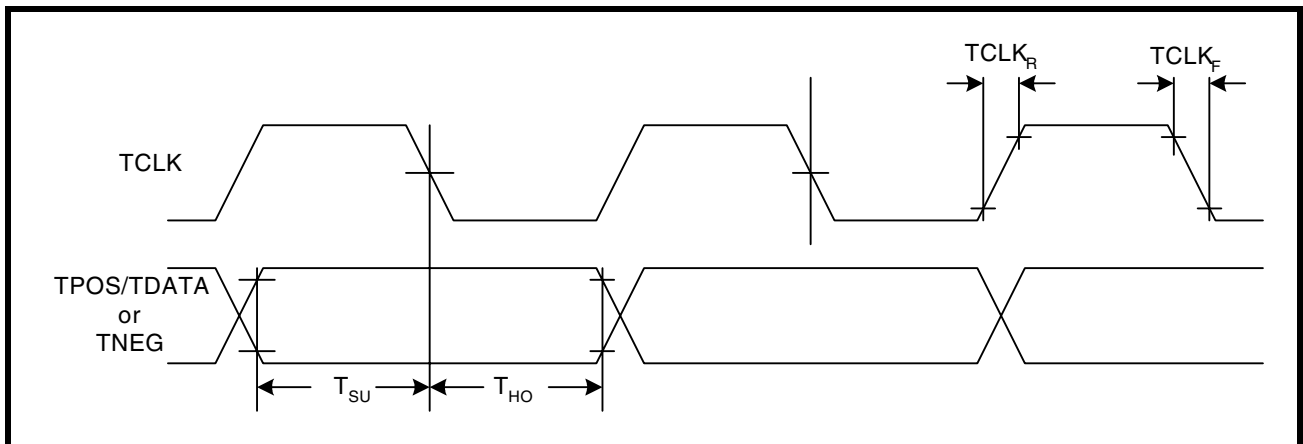 TCLK_R
TCLK_F
TCLK
TPOS/TDATA
or
TNEG
T_SU
T_HO